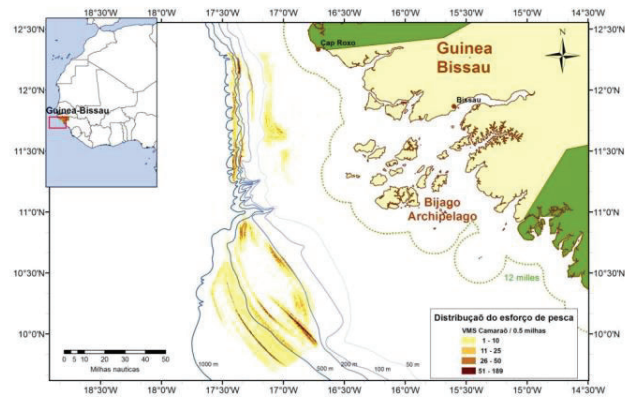 18°30'W 18°0'W 17°30'W 17°0'W 16°30'W 16°0'W 15°30'W 15°0'W 14°30'W
12°30'N
12°0'N
11°30'N
11°0'N
10°30'N
10°0'N
Guinea-Bissau
Cap Roxo
Guinea
Bissau
Bissau
N
Bijago
Archipelago
12 milles
12°30'N
12°0'N
11°30'N
11°0'N
10°30'N
10°0'N
Distribuição do esforço de pesca
VMS Camaraõ / 0.5 milhas
1 - 10
11 - 25
26 - 50
51 - 189
0 5 10 20 30 40 50
Milhas nauticas
1000 m
500 m
200 m
100 m
50 m
18°30'W 18°0'W 17°30'W 17°0'W 16°30'W 16°0'W 15°30'W 15°0'W 14°30'W